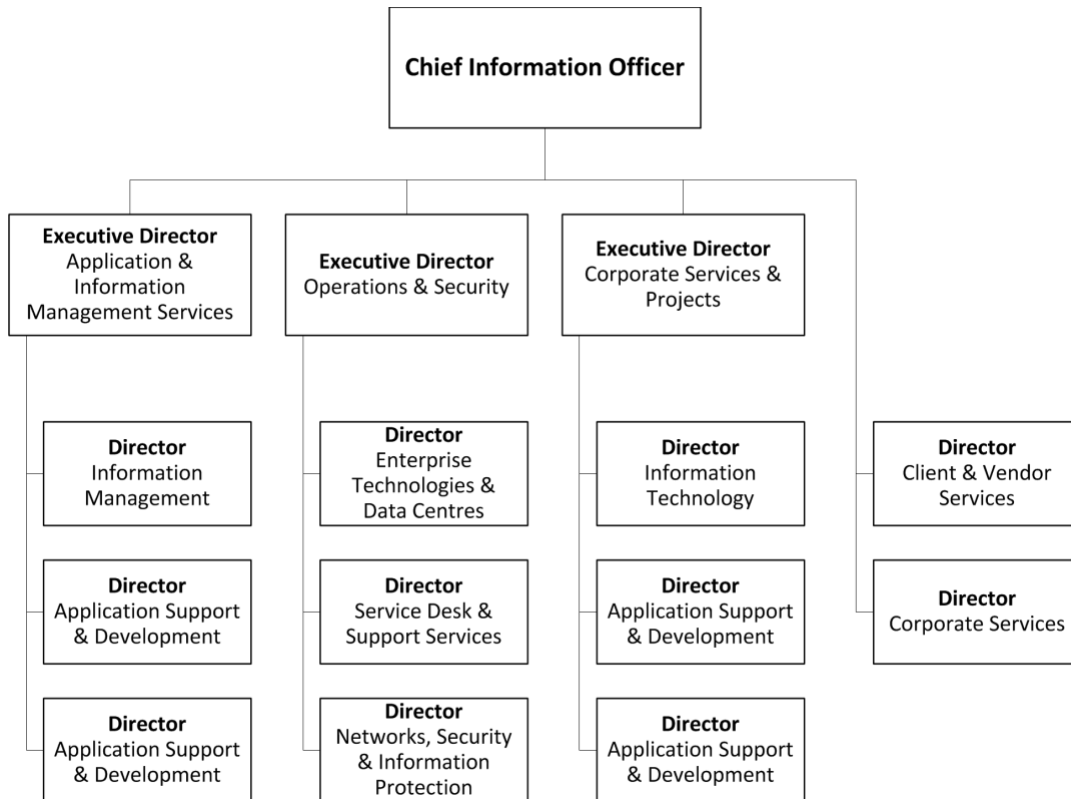 Chief Information Officer
Executive Director
Application &
Information
Management Services
Executive Director
Operations & Security
Executive Director
Corporate Services &
Projects
Director
Information
Management
Director
Enterprise
Technologies &
Data Centres
Director
Information
Technology
Director
Client & Vendor
Services
Director
Application Support
& Development
Director
Service Desk &
Support Services
Director
Application Support
& Development
Director
Corporate Services
Director
Application Support
& Development
Director
Networks, Security
& Information
Protection
Director
Application Support
& Development